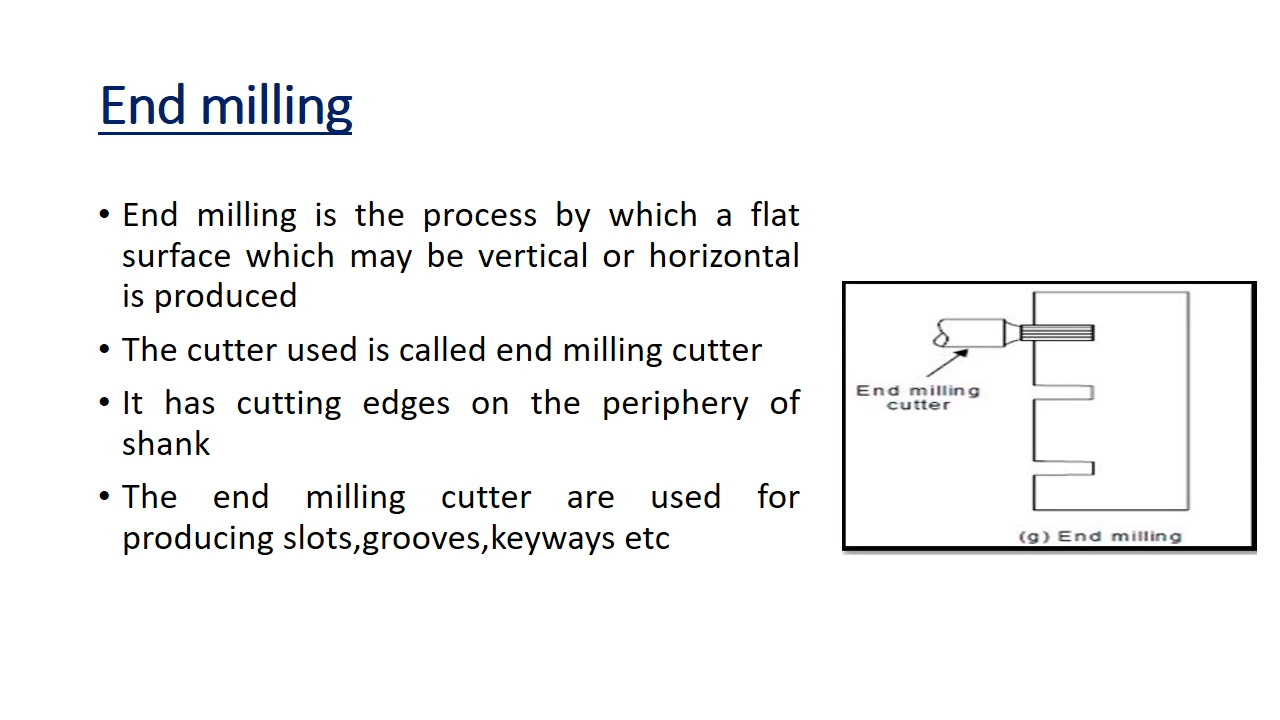 End milling
• End milling is the process by which a flat
surface which may be vertical or horizontal
is produced
• The cutter used is called end milling cutter
• It has cutting edges on the periphery of
shank
• The end milling cutter are used for
producing slots,grooves,keyways etc
End milling
cutter
(g) End milling